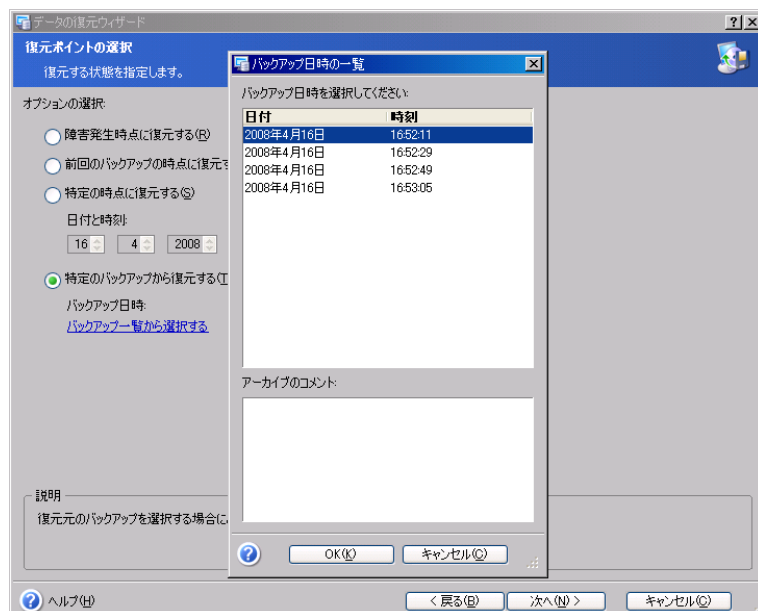 データの復元ウィザード
復元ポイントの選択
復元する状態を指定します。
オプションの選択:
障害発生時点に復元する(R)
前回のバックアップの時点に復元す
特定の時点に復元する(S)
日付と時刻:
16 4 2008
特定のバックアップから復元する(T
バックアップ日時:
バックアップ一覧から選択する
説明
復元元のバックアップを選択する場合に
ヘルプ(H)
< 戻る(B) 次へ(N) > キャンセル(C)
バックアップ日時の一覧
バックアップ日時を選択してください:
日付 時刻
2008年4月16日 16:52:11
2008年4月16日 16:52:29
2008年4月16日 16:52:49
2008年4月16日 16:53:05
アーカイブのコメント:
OK(K) キャンセル(C)